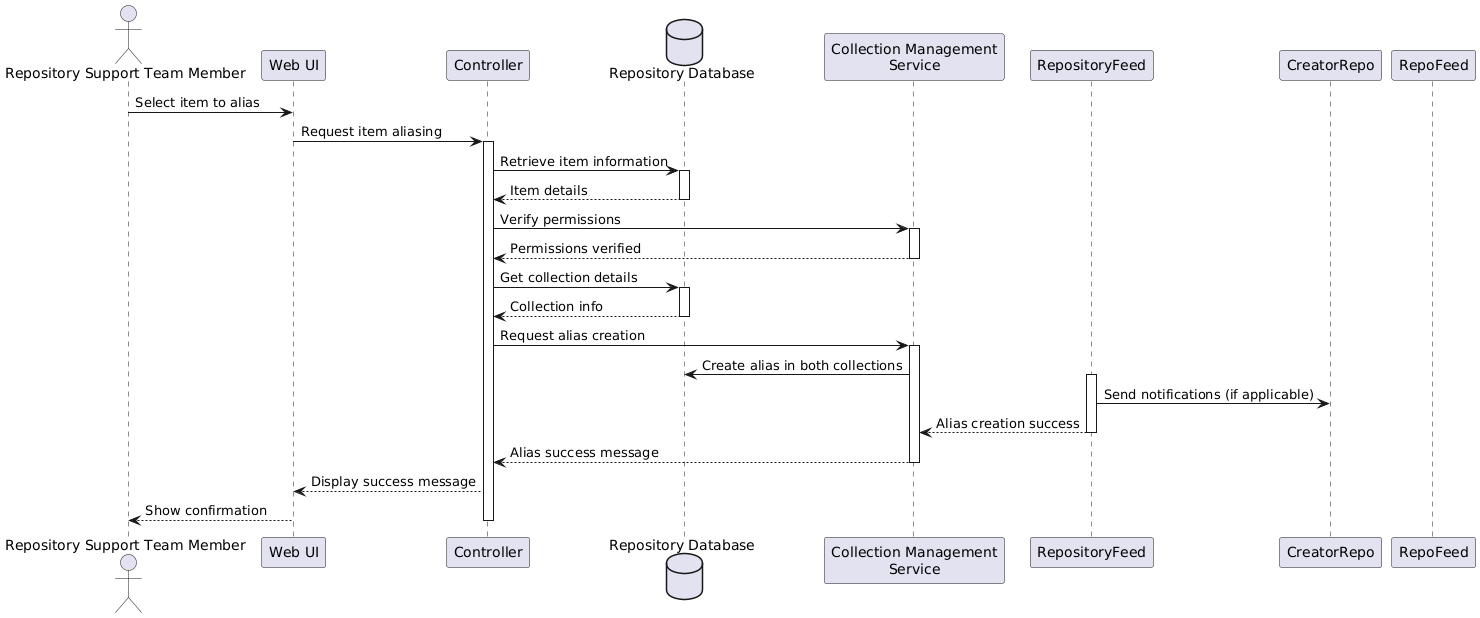 Repository Support Team Member
Web UI
Controller
Repository Database
Collection Management
Service
RepositoryFeed
CreatorRepo
RepoFeed
Select item to alias
Request item aliasing
Retrieve item information
Item details
Verify permissions
Permissions verified
Get collection details
Collection info
Request alias creation
Create alias in both collections
Send notifications (if applicable)
Alias creation success
Alias success message
Display success message
Show confirmation
Repository Support Team Member
Web UI
Controller
Repository Database
Collection Management
Service
RepositoryFeed
CreatorRepo
RepoFeed